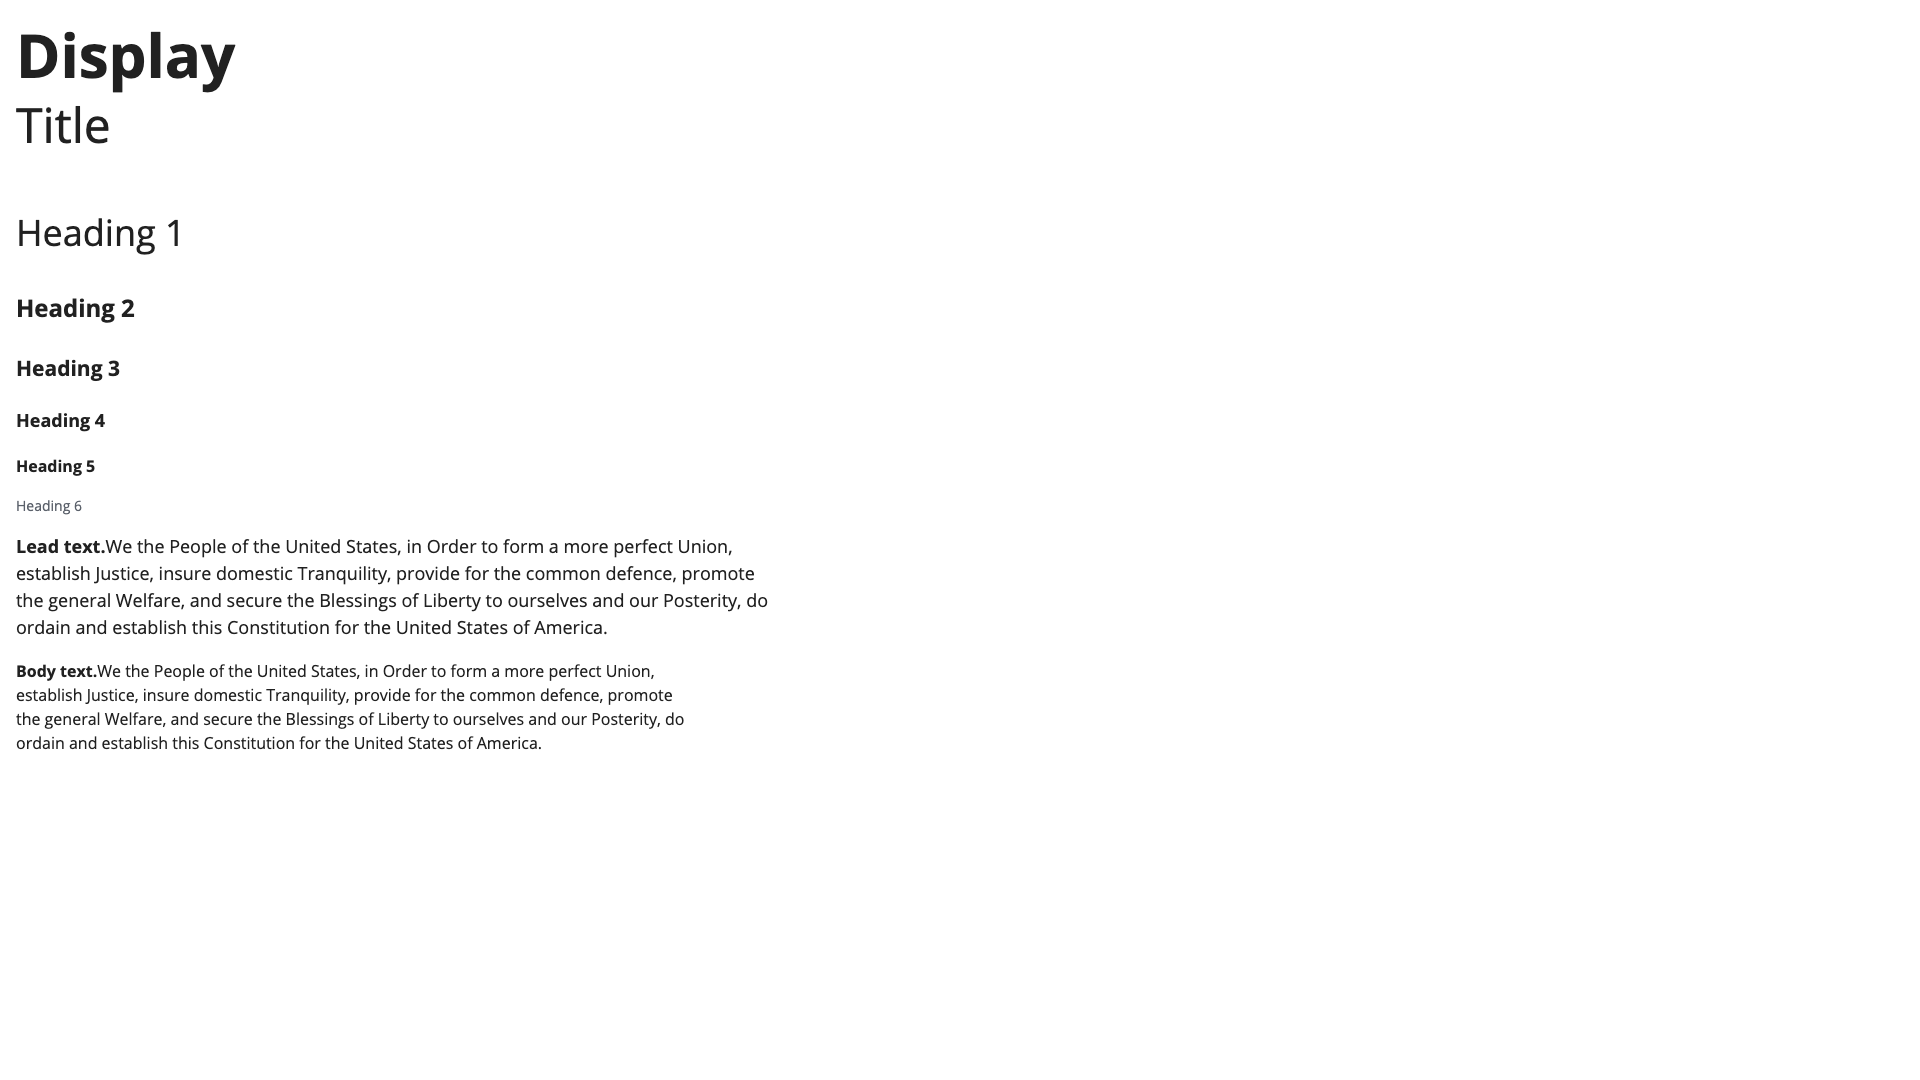 Display
Title
Heading 1
Heading 2
Heading 3
Heading 4
Heading 5
Heading 6
Lead text.We the People of the United States, in Order to form a more perfect Union,
establish Justice, insure domestic Tranquility, provide for the common defence, promote
the general Welfare, and secure the Blessings of Liberty to ourselves and our Posterity, do
ordain and establish this Constitution for the United States of America.
Body text.We the People of the United States, in Order to form a more perfect Union,
establish Justice, insure domestic Tranquility, provide for the common defence, promote
the general Welfare, and secure the Blessings of Liberty to ourselves and our Posterity, do
ordain and establish this Constitution for the United States of America.